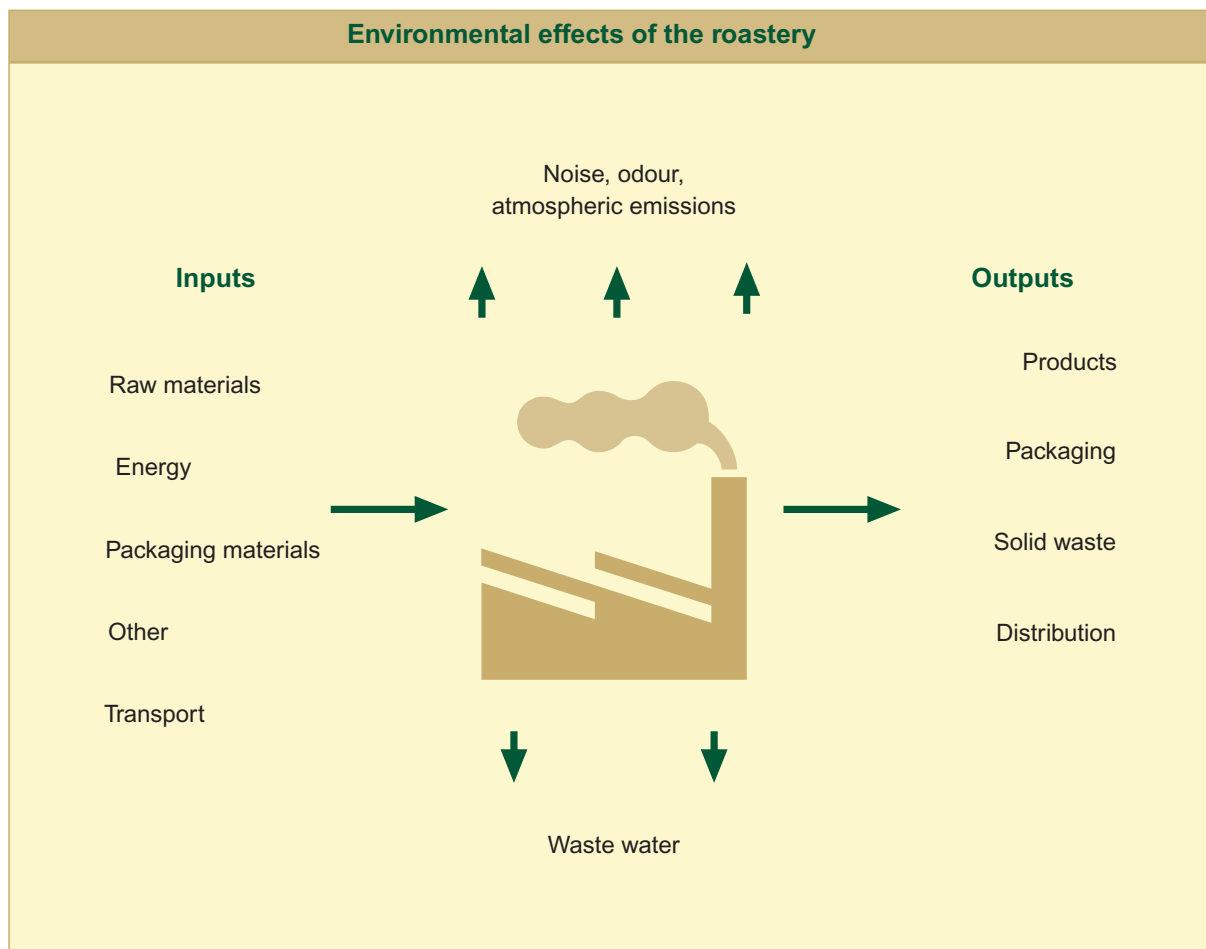 Environmental effects of the roastery
Noise, odour,
atmospheric emissions
Inputs
Raw materials
Energy
Packaging materials
Other
Transport
Outputs
Products
Packaging
Solid waste
Distribution
Waste water